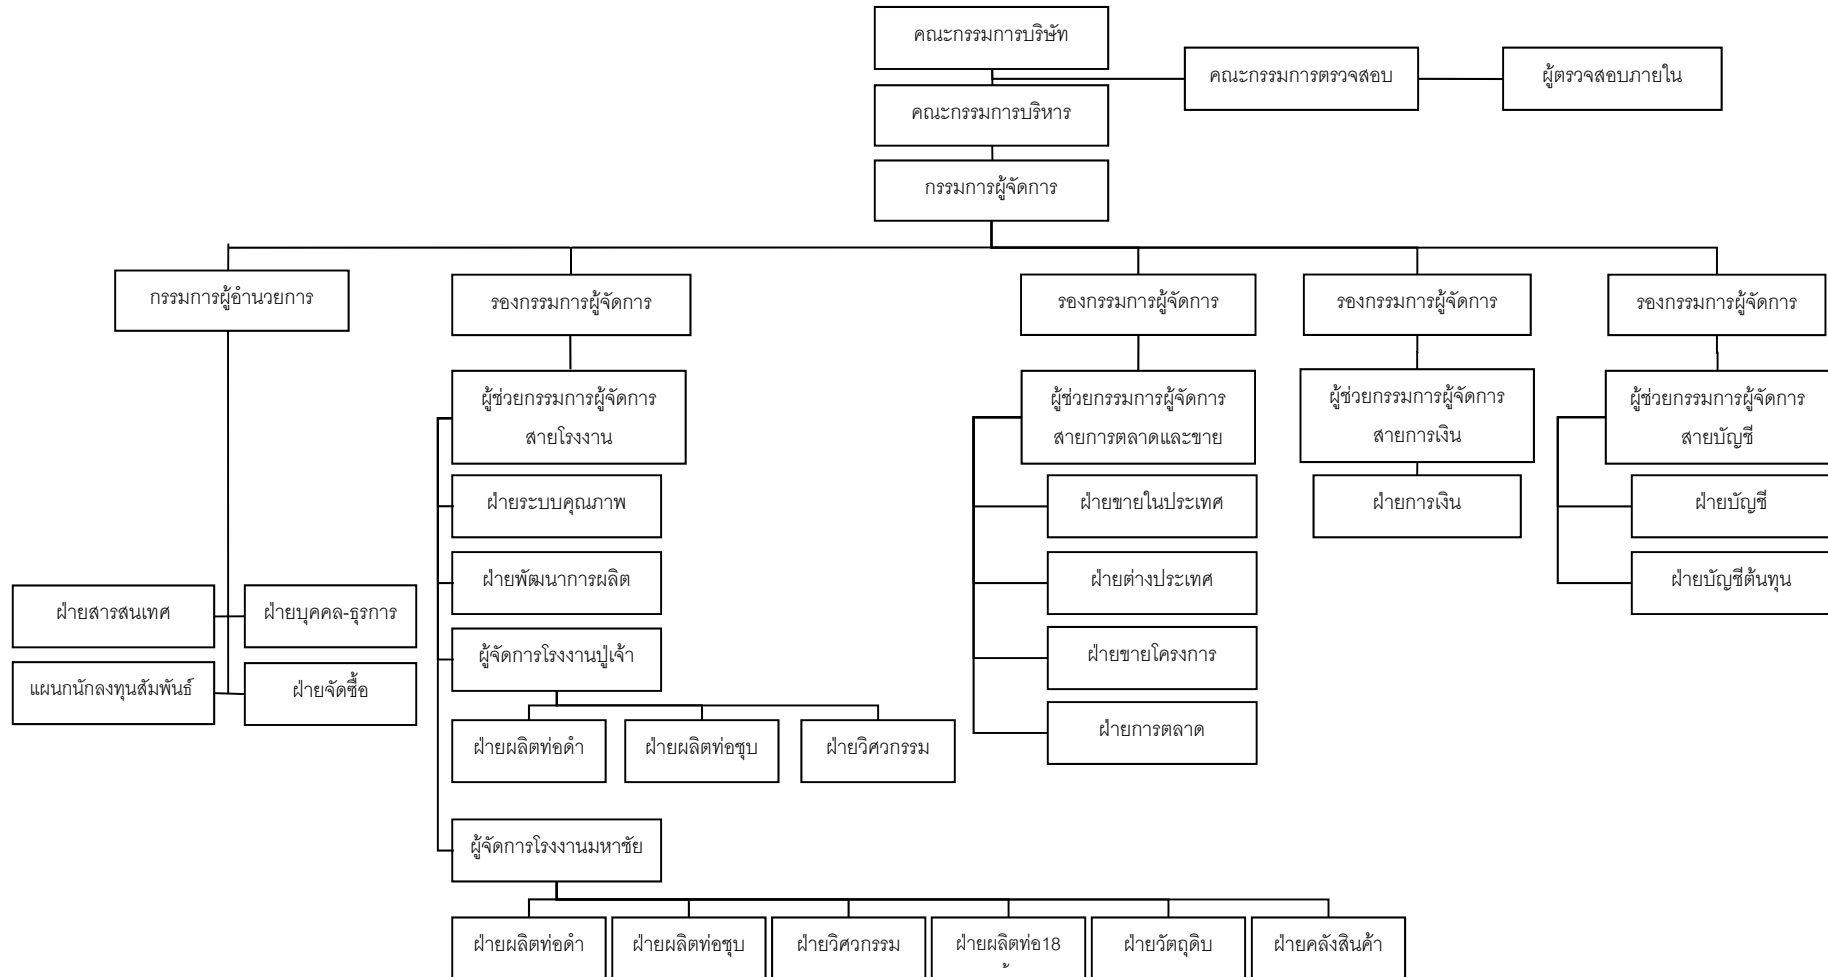 คณะกรรมการบริษัท
คณะกรรมการตรวจสอบ
ผู้ตรวจสอบภายใน
คณะกรรมการบริหาร
กรรมการผู้จัดการ
กรรมการผู้อำนวยการ
รองกรรมการผู้จัดการ
รองกรรมการผู้จัดการ
รองกรรมการผู้จัดการ
รองกรรมการผู้จัดการ
ผู้ช่วยกรรมการผู้จัดการ
สายโรงงาน
ผู้ช่วยกรรมการผู้จัดการ
สายการตลาดและขาย
ผู้ช่วยกรรมการผู้จัดการ
สายการเงิน
ผู้ช่วยกรรมการผู้จัดการ
สายบัญชี
ฝ่ายระบบคุณภาพ
ฝ่ายขายในประเทศ
ฝ่ายการเงิน
ฝ่ายบัญชี
ฝ่ายพัฒนาการผลิต
ฝ่ายต่างประเทศ
ฝ่ายบัญชีต้นทุน
ฝ่ายสารสนเทศ
ฝ่ายบุคคล-ธุรการ
ผู้จัดการโรงงานปู่เจ้า
ฝ่ายขายโครงการ
แผนกนักลงทุนสัมพันธ์
ฝ่ายจัดซื้อ
ฝ่ายการตลาด
ฝ่ายผลิตท่อดำ
ฝ่ายผลิตท่อชุบ
ฝ่ายวิศวกรรม
ผู้จัดการโรงงานมหาชัย
ฝ่ายผลิตท่อดำ
ฝ่ายผลิตท่อชุบ
ฝ่ายวิศวกรรม
ฝ่ายผลิตท่อ18
ฝ่ายวัตถุดิบ
ฝ่ายคลังสินค้า